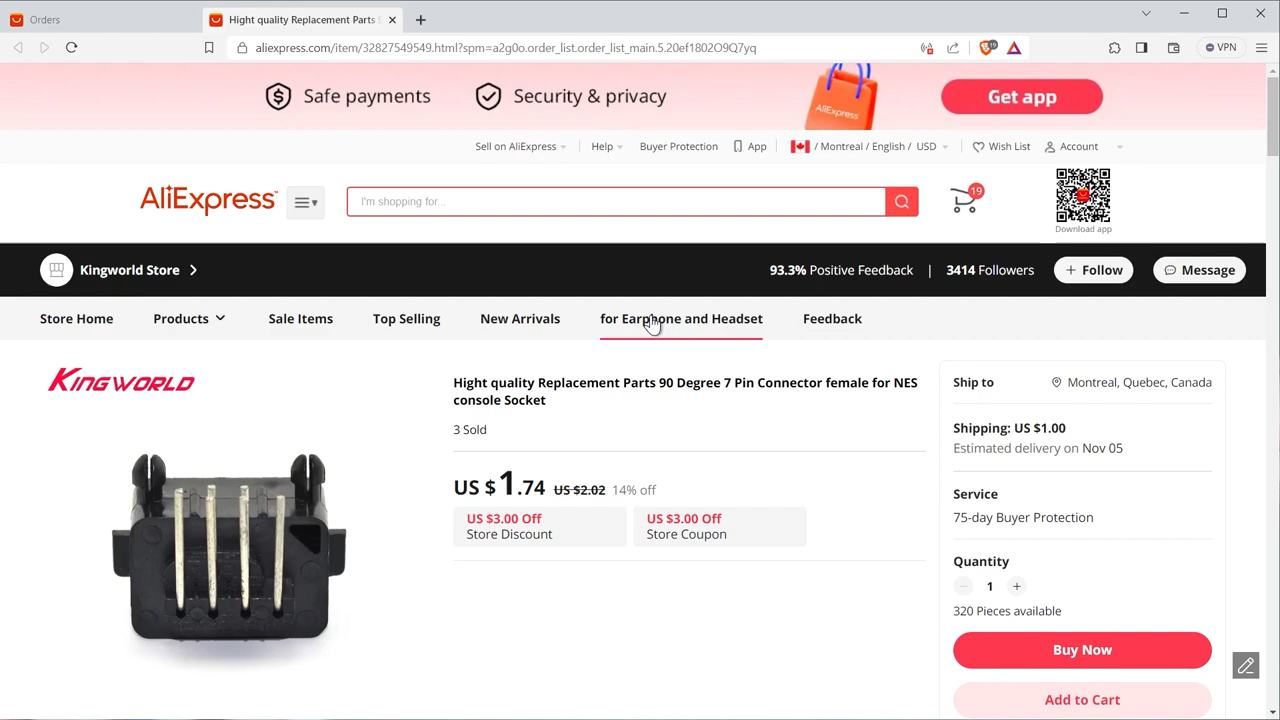 Orders
Hight quality Replacement Parts 9
aliexpress.com/item/32827549549.html?spm=a2g0o.order_list.order_list_main.5.20ef1802Q9Q7yq
VPN
Safe payments
Security & privacy
AliExpress
Get app
Sell on AliExpress
Help
Buyer Protection
App
/ Montreal / English / USD
Wish List
Account
AliExpress
I'm shopping for...
19
Download app
Kingworld Store
93.3% Positive Feedback | 3414 Followers
+ Follow
Message
Store Home
Products
Sale Items
Top Selling
New Arrivals
for Earphone and Headset
Feedback
KINGWORLD
Hight quality Replacement Parts 90 Degree 7 Pin Connector female for NES
console Socket
3 Sold
US $1.74 US $2.02 14% off
US $3.00 Off
Store Discount
US $3.00 Off
Store Coupon
Ship to
Montreal, Quebec, Canada
Shipping: US $1.00
Estimated delivery on Nov 05
Service
75-day Buyer Protection
Quantity
1
320 Pieces available
Buy Now
Add to Cart